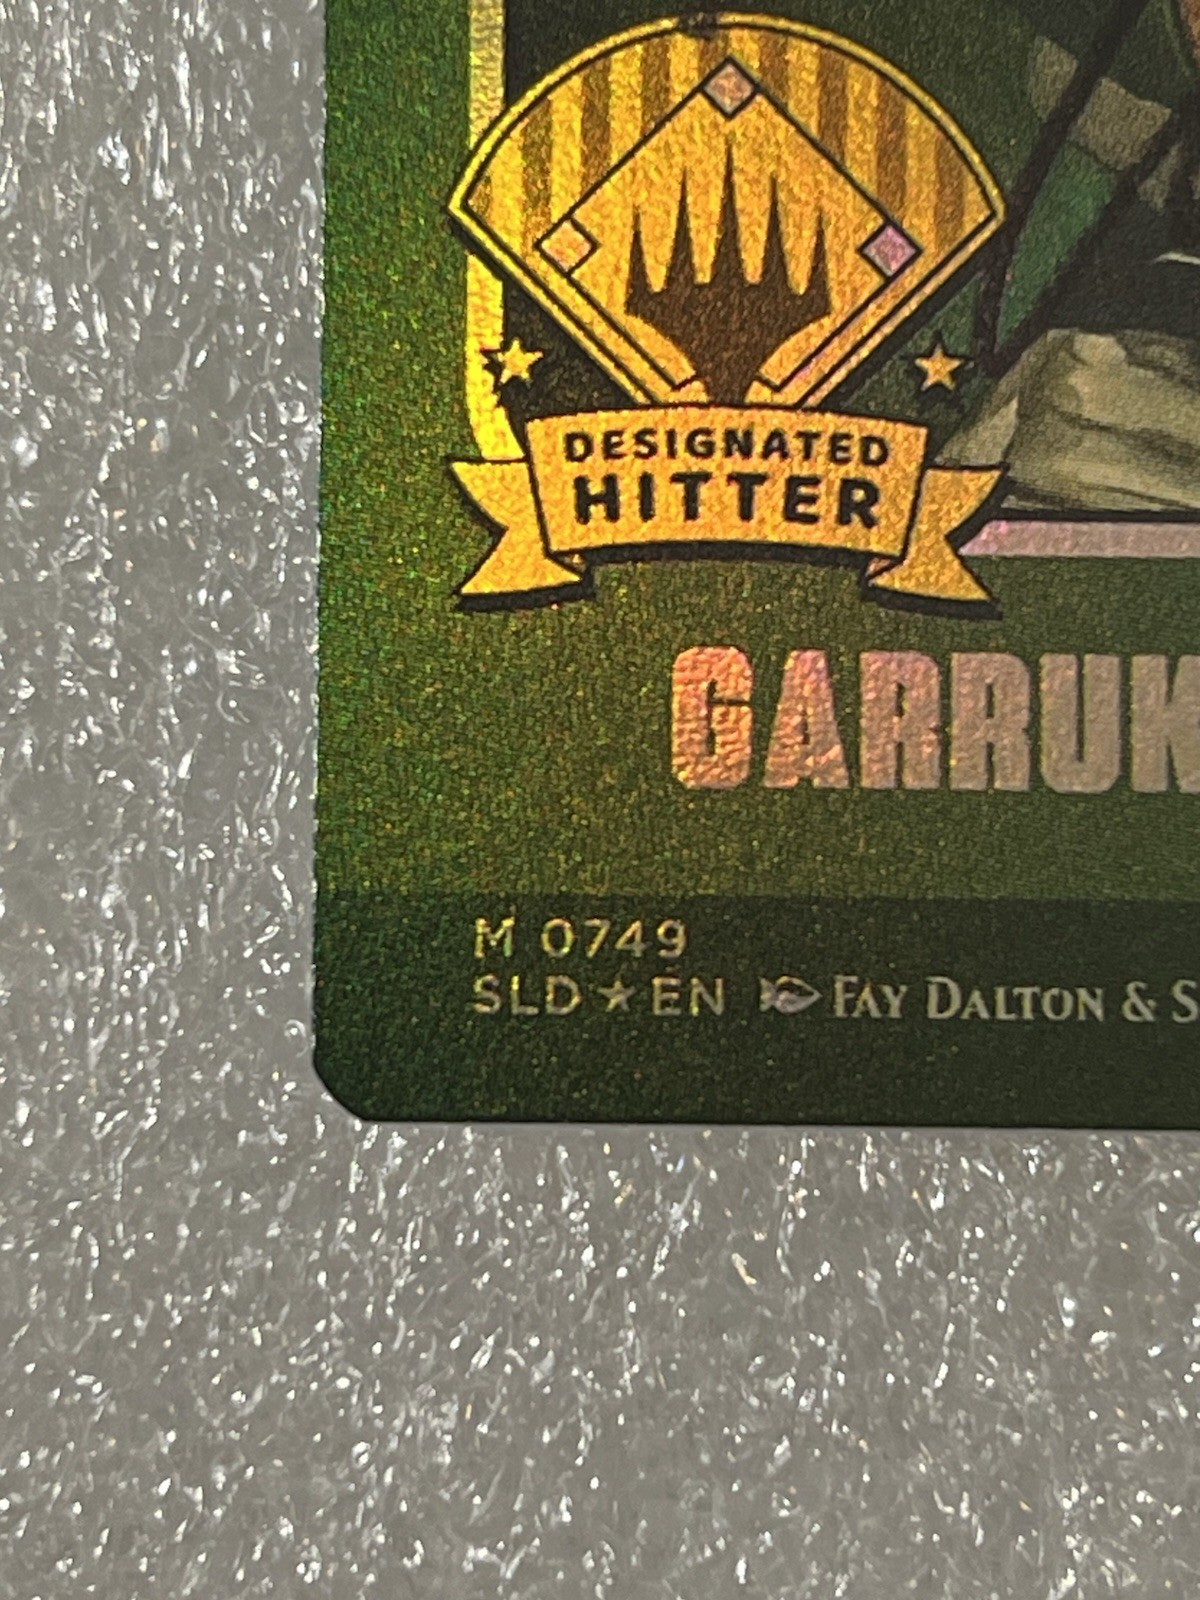 DESIGNATED
HITTER
GARRUK
M 0749
SLD★EN FAY DALTON & S